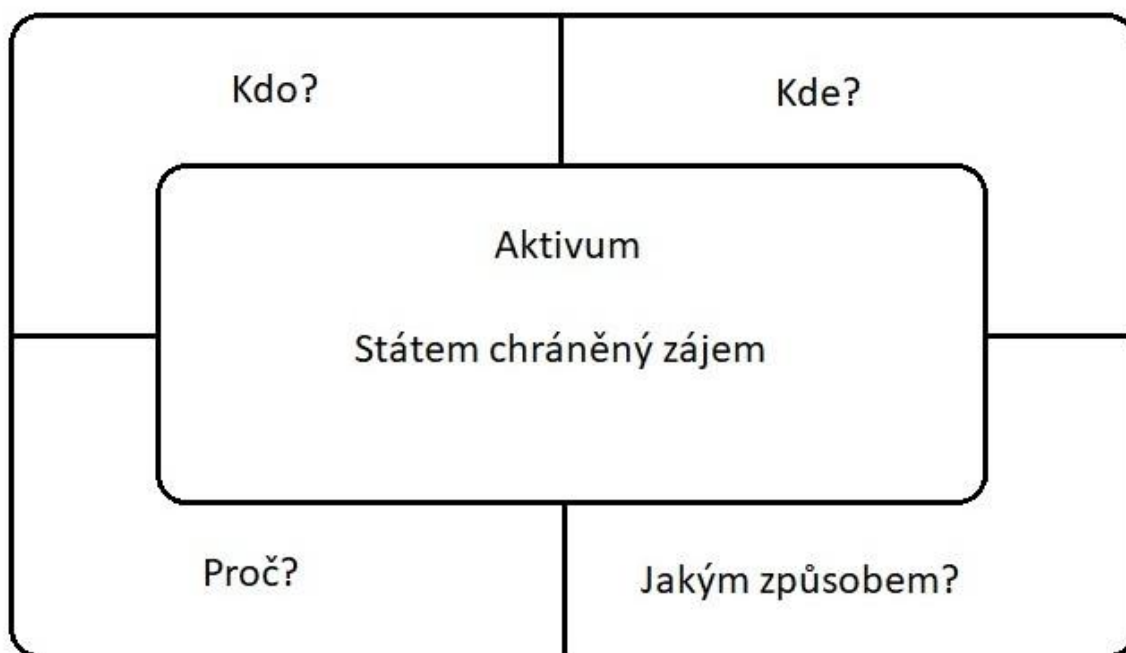 Kdo?
Kde?
Aktivum
Státem chráněný zájem
Proč?
Jakým způsobem?